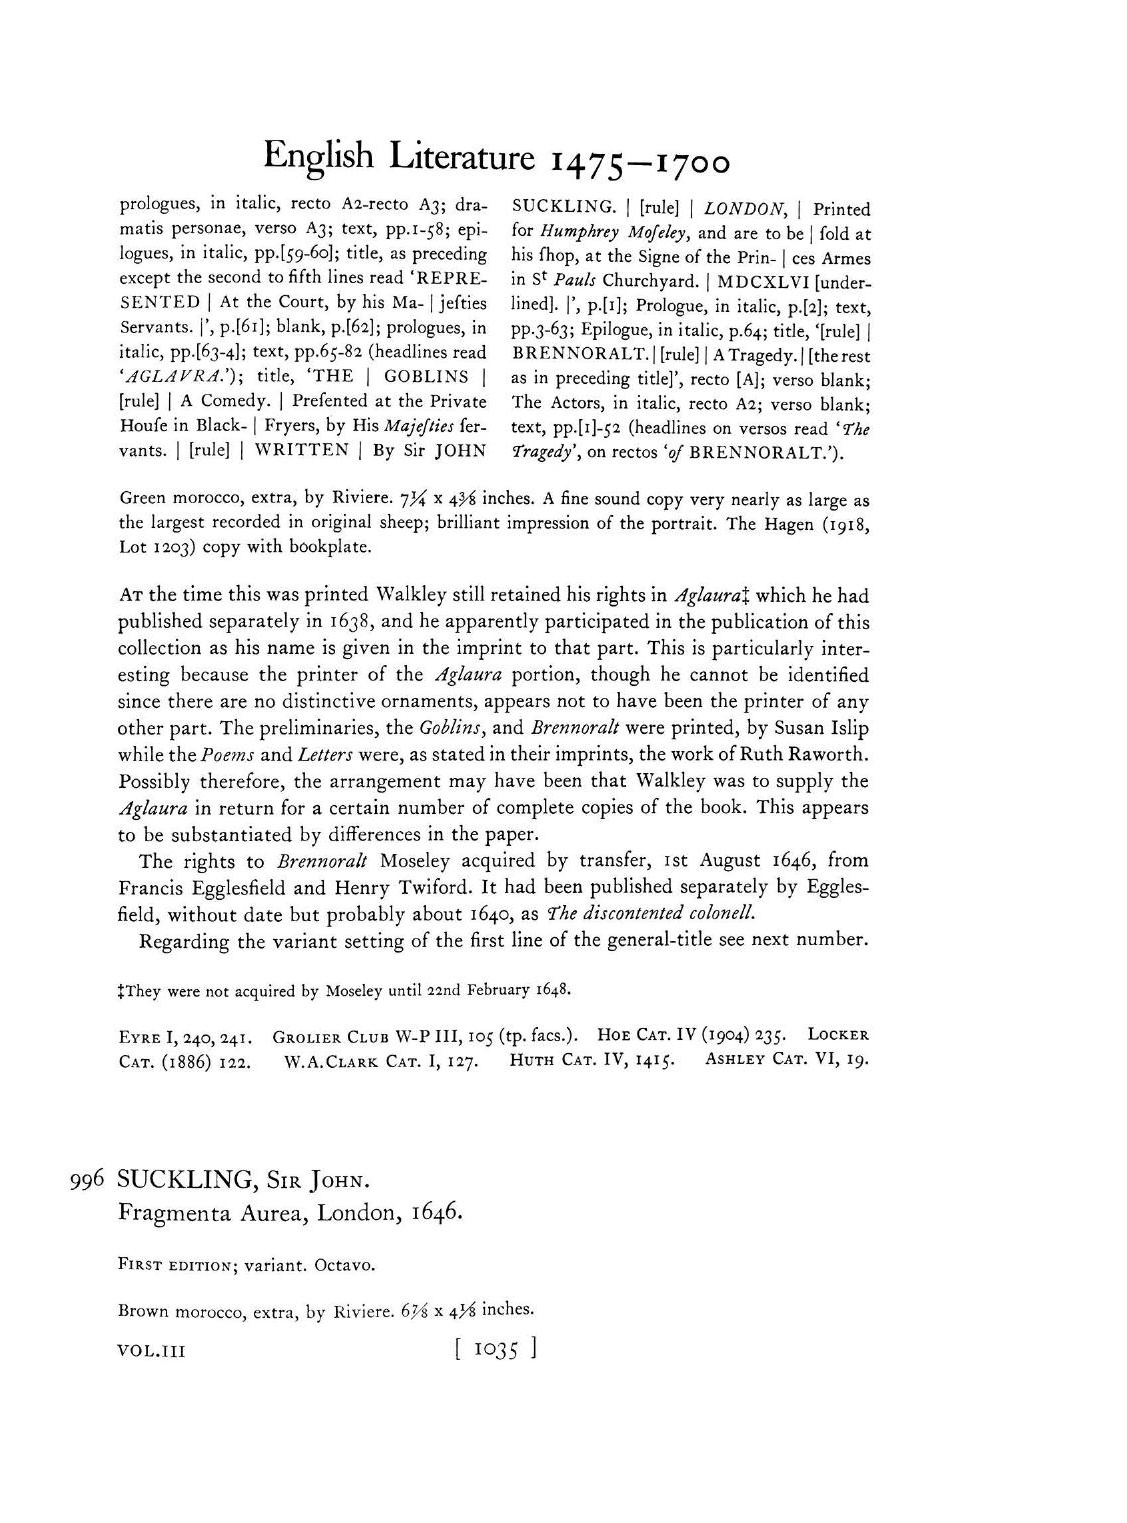 English Literature 1475—1700
prologues, in italic, recto A2-recto A3; dra-
matis personae, verso A3; text, pp.1-58; epi-
logues, in italic, pp.[59-60]; title, as preceding
except the second to fifth lines read ‘REPRE-
SENTED | At the Court, by his Ma- | jefties
Servants. |’, p.[61]; blank, p.[62]; prologues, in
italic, pp.[63-4]; text, pp.65-82 (headlines read
‘AGLAVRA.’); title, ‘THE | GOBLINS |
[rule] | A Comedy. | Preſented at the Private
Houſe in Black- | Fryers, by His Majeſties ſer-
vants. | [rule] | WRITTEN | By Sir JOHN
SUCKLING. | [rule] | LONDON, | Printed
for Humphrey Moſeley, and are to be | ſold at
his ſhop, at the Signe of the Prin- | ces Armes
in St Pauls Churchyard. | MDCXLVI [under-
lined]. |’, p.[1]; Prologue, in italic, p.[2]; text,
pp.3-63; Epilogue, in italic, p.64; title, ‘[rule] |
BRENNORALT. | [rule] | A Tragedy. | [the rest
as in preceding title]’, recto [A]; verso blank;
The Actors, in italic, recto A2; verso blank;
text, pp.[1]-52 (headlines on versos read ‘The
Tragedy’, on rectos ‘of BRENNORALT.’).
Green morocco, extra, by Riviere. 7¼ x 4⅜ inches. A fine sound copy very nearly as large as
the largest recorded in original sheep; brilliant impression of the portrait. The Hagen (1918,
Lot 1203) copy with bookplate.
AT the time this was printed Walkley still retained his rights in Aglaura‡ which he had
published separately in 1638, and he apparently participated in the publication of this
collection as his name is given in the imprint to that part. This is particularly inter-
esting because the printer of the Aglaura portion, though he cannot be identified
since there are no distinctive ornaments, appears not to have been the printer of any
other part. The preliminaries, the Goblins, and Brennoralt were printed, by Susan Islip
while the Poems and Letters were, as stated in their imprints, the work of Ruth Raworth.
Possibly therefore, the arrangement may have been that Walkley was to supply the
Aglaura in return for a certain number of complete copies of the book. This appears
to be substantiated by differences in the paper.
The rights to Brennoralt Moseley acquired by transfer, 1st August 1646, from
Francis Egglesfield and Henry Twiford. It had been published separately by Eggles-
field, without date but probably about 1640, as The discontented colonell.
Regarding the variant setting of the first line of the general-title see next number.
‡They were not acquired by Moseley until 22nd February 1648.
EYRE I, 240, 241. GROLIER CLUB W-P III, 105 (tp. facs.). HOE CAT. IV (1904) 235. LOCKER
CAT. (1886) 122. W.A.CLARK CAT. I, 127. HUTH CAT. IV, 1415. ASHLEY CAT. VI, 19.
996 SUCKLING, SIR JOHN.
Fragmenta Aurea, London, 1646.
FIRST EDITION; variant. Octavo.
Brown morocco, extra, by Riviere. 6⅞ x 4⅛ inches.
VOL.III [ 1035 ]